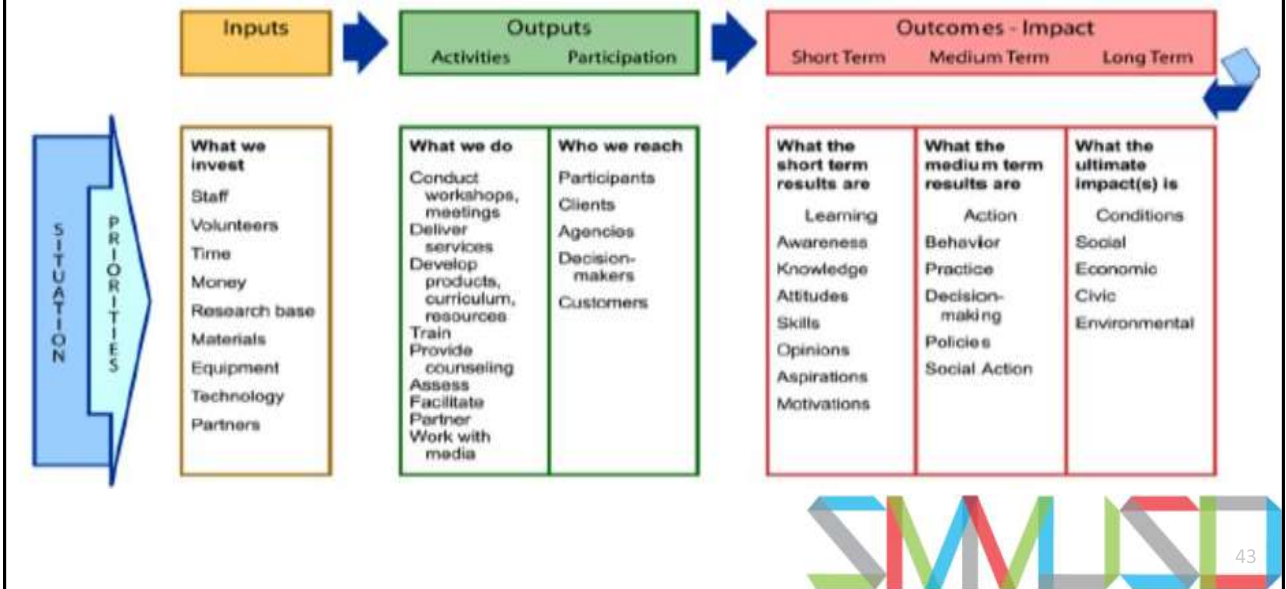 Inputs
Outputs
Activities Participation
Outcomes - Impact
Short Term Medium Term Long Term
SITUATION
PRIORITIES
What we
invest
Staff
Volunteers
Time
Money
Research base
Materials
Equipment
Technology
Partners
What we do
Conduct
workshops,
meetings
Deliver
services
Develop
products,
curriculum,
resources
Train
Provide
counseling
Assess
Facilitate
Partner
Work with
media
Who we reach
Participants
Clients
Agencies
Decision-
makers
Customers
What the
short term
results are
Learning
Awareness
Knowledge
Attitudes
Skills
Opinions
Aspirations
Motivations
What the
medium term
results are
Action
Behavior
Practice
Decision-
making
Policies
Social Action
What the
ultimate
impact(s) is
Conditions
Social
Economic
Civic
Environmental
SMMUSD
43